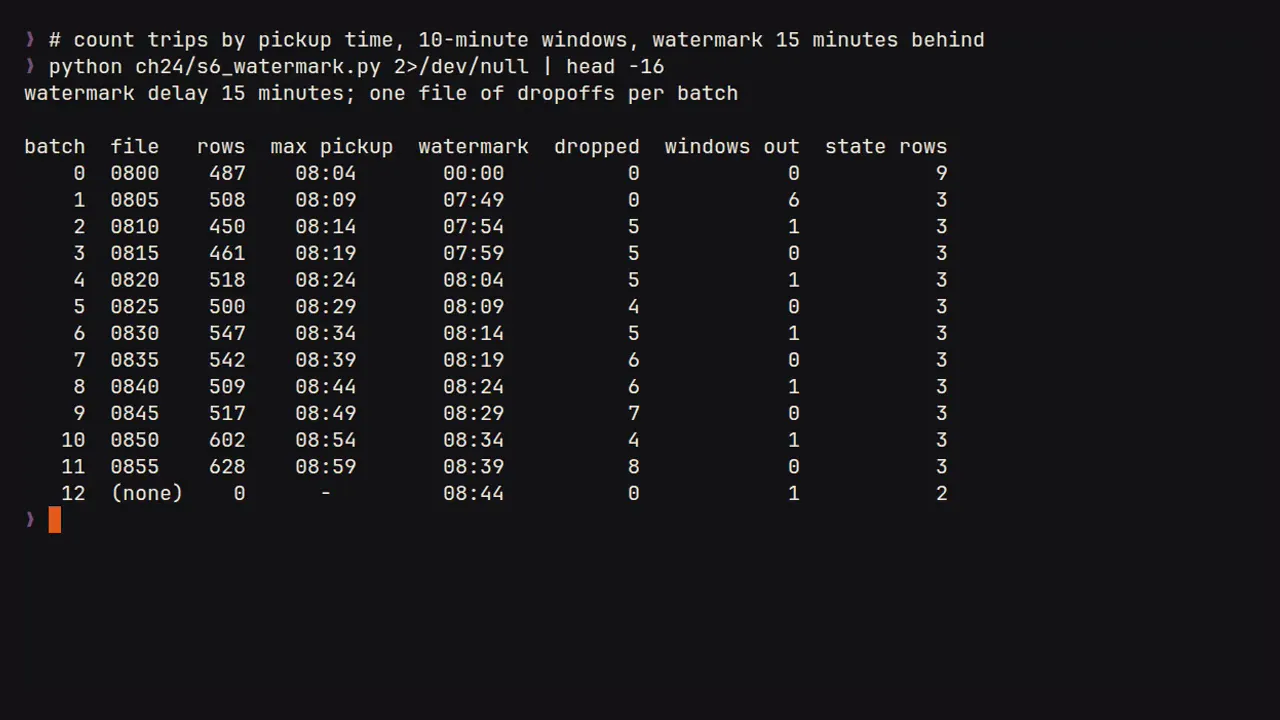 ❯ # count trips by pickup time, 10-minute windows, watermark 15 minutes behind
❯ python ch24/s6_watermark.py 2>/dev/null | head -16
watermark delay 15 minutes; one file of dropoffs per batch
batch  file   rows  max pickup  watermark  dropped  windows out  state rows
    0  0800    487    08:04       00:00          0            0           9
    1  0805    508    08:09       07:49          0            6           3
    2  0810    450    08:14       07:54          5            1           3
    3  0815    461    08:19       07:59          5            0           3
    4  0820    518    08:24       08:04          5            1           3
    5  0825    500    08:29       08:09          4            0           3
    6  0830    547    08:34       08:14          5            1           3
    7  0835    542    08:39       08:19          6            0           3
    8  0840    509    08:44       08:24          6            1           3
    9  0845    517    08:49       08:29          7            0           3
   10  0850    602    08:54       08:34          4            1           3
   11  0855    628    08:59       08:39          8            0           3
   12  (none)    0      -         08:44          0            1           2
❯